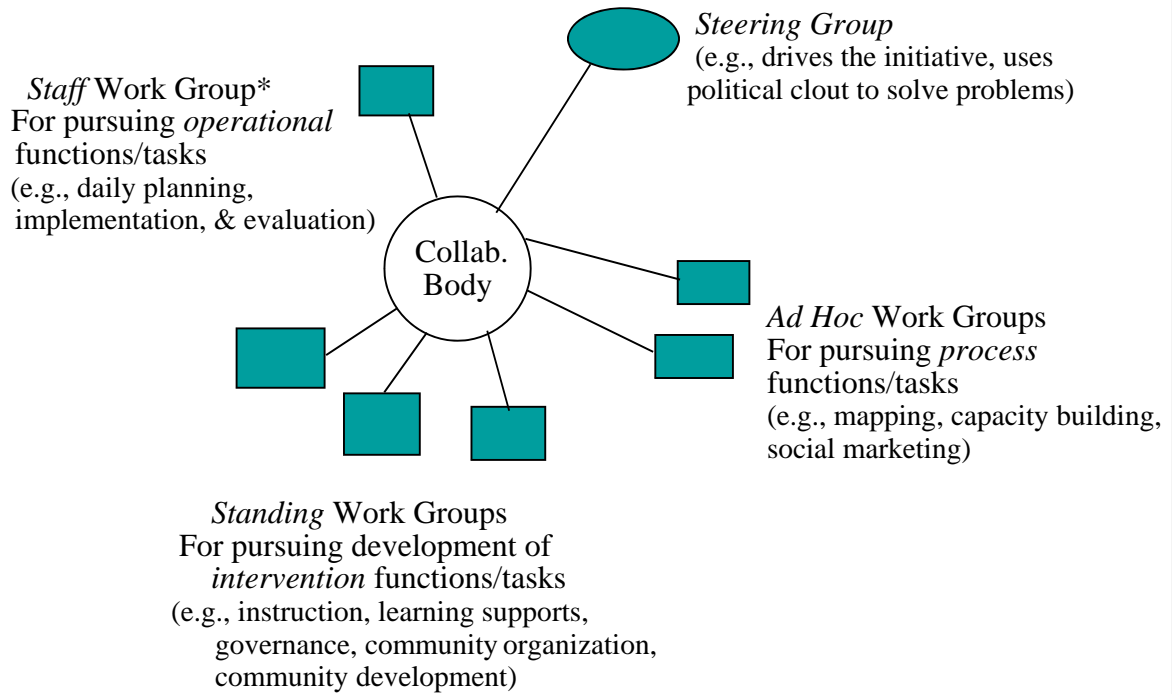 Steering Group
(e.g., drives the initiative, uses
political clout to solve problems)
Staff Work Group*
For pursuing operational
functions/tasks
(e.g., daily planning,
implementation, & evaluation)
Collab.
Body
Ad Hoc Work Groups
For pursuing process
functions/tasks
(e.g., mapping, capacity building,
social marketing)
Standing Work Groups
For pursuing development of
intervention functions/tasks
(e.g., instruction, learning supports,
governance, community organization,
community development)